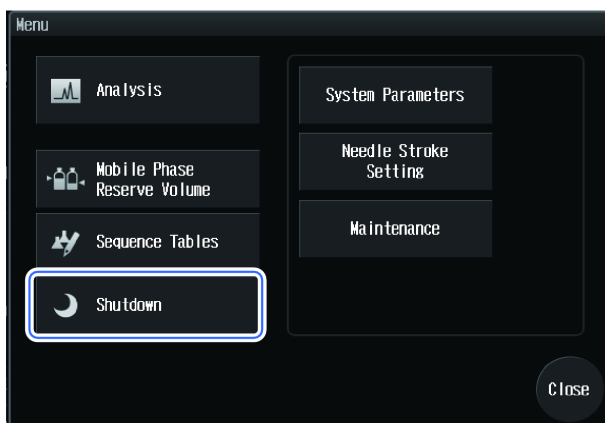 Menu
Analysis
Mobile Phase
Reserve Volume
Sequence Tables
Shutdown
System Parameters
Needle Stroke
Setting
Maintenance
Close